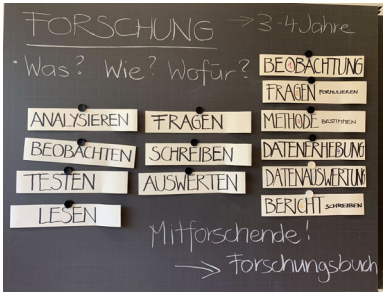 FORSCHUNG → 3-4 Jahre
• Was? Wie? Wofür?
ANALYSIEREN
BEOBACHTEN
TESTEN
LESEN
FRAGEN
SCHREIBEN
AUSWERTEN
BEOBACHTUNG
FRAGEN FORMULIEREN
METHODE BESTIMMEN
DATENERHEBUNG
DATENAUSWERTUNG
BERICHT SCHREIBEN
Mitforschende!
→ Forschungsbuch